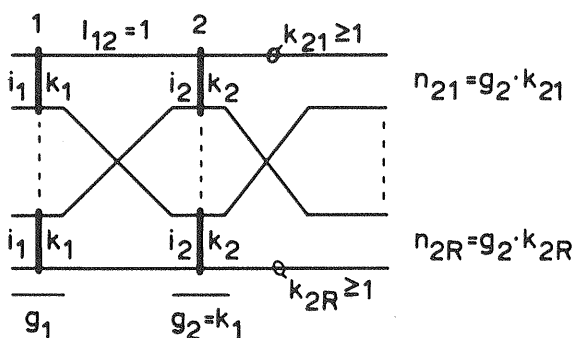 1 l₁₂=1 2 k₂₁≥1
i₁ k₁ i₂ k₂ n₂₁=g₂·k₂₁
i₁ k₁ i₂ k₂ n₂R=g₂·k₂R
k₂R≥1
g₁ g₂=k₁